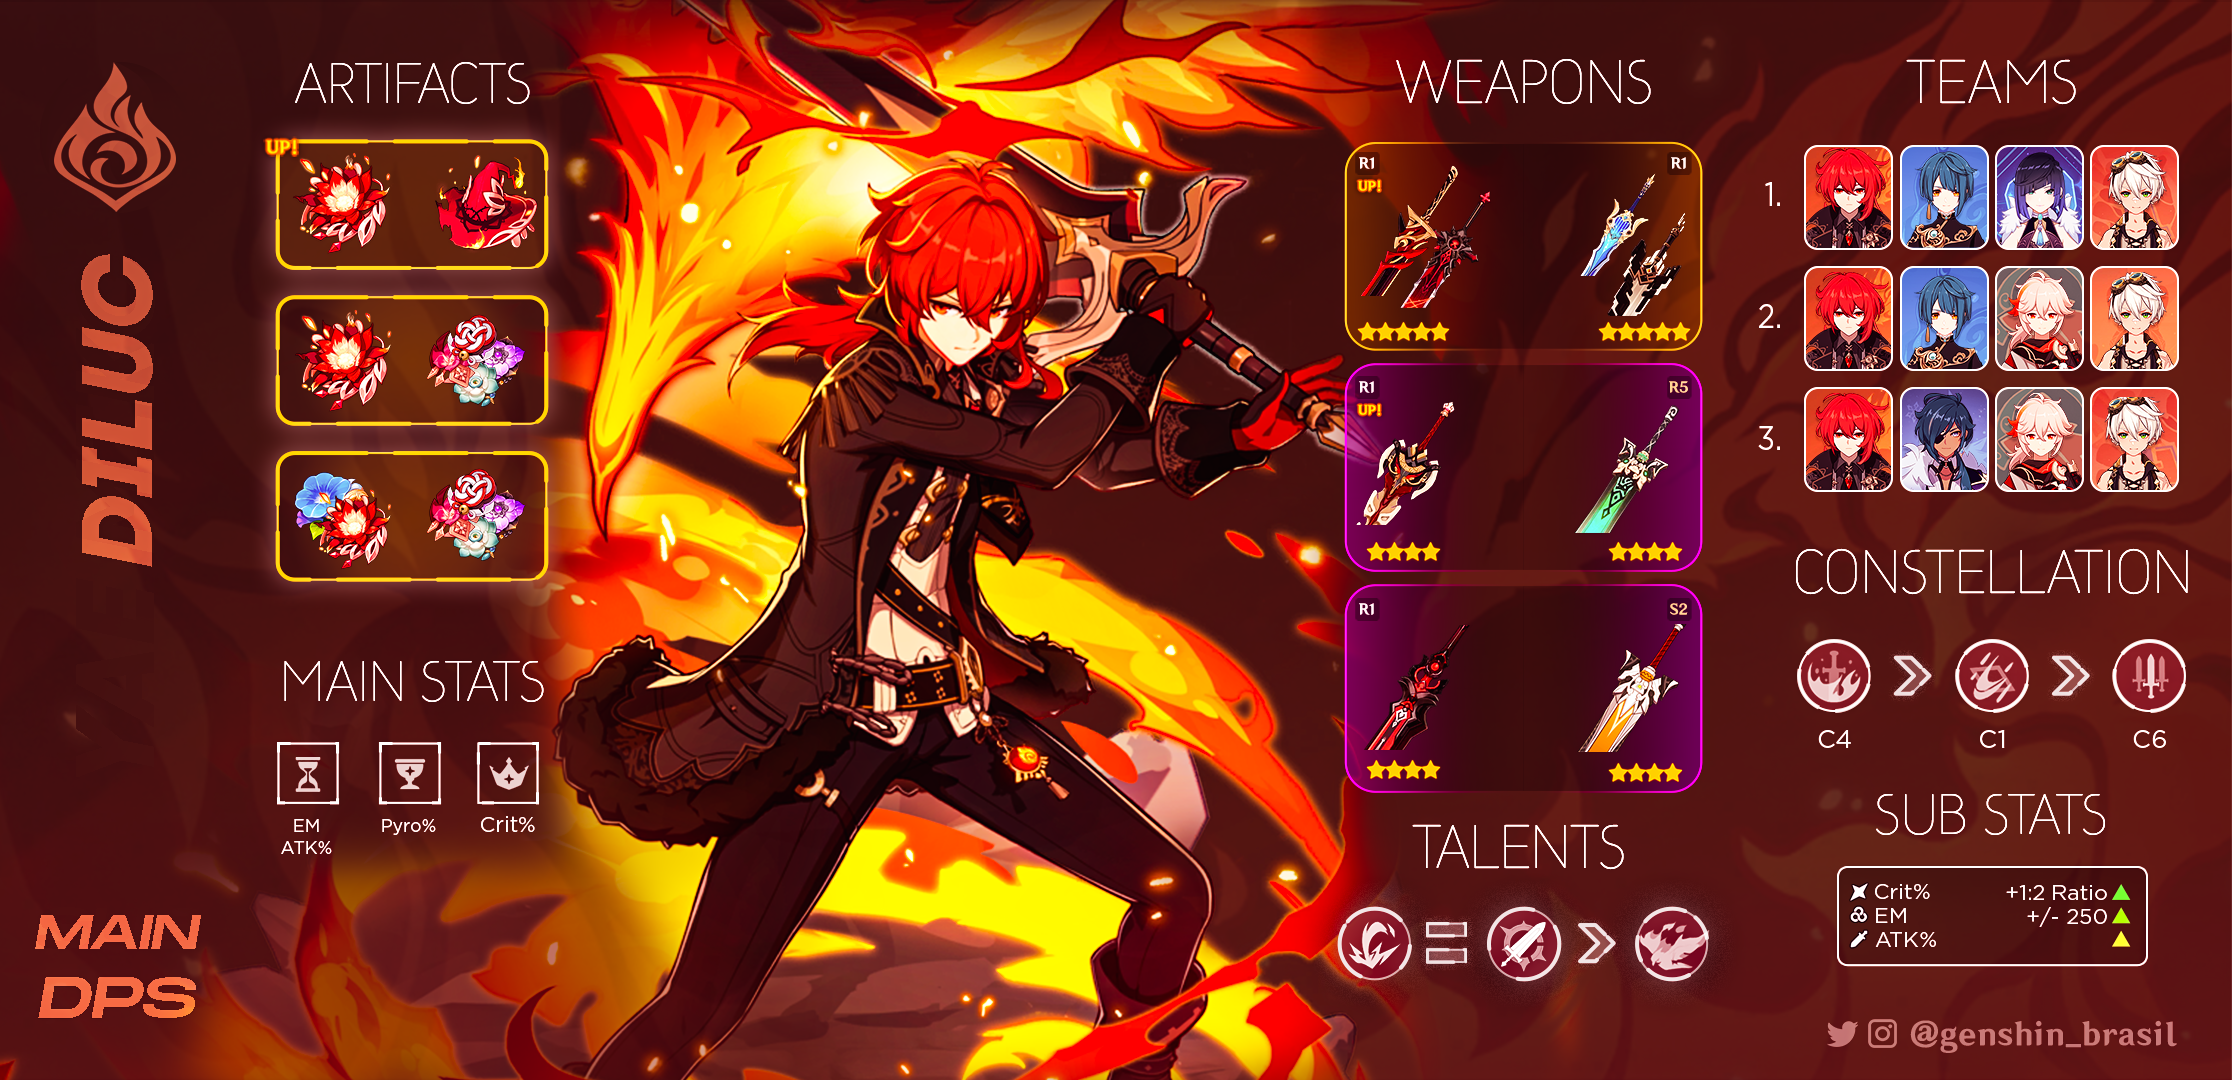 DILUC
MAIN
DPS
ARTIFACTS
UP!
MAIN STATS
EM
ATK%
Pyro%
Crit%
WEAPONS
R1
UP!
R1
R1
UP!
R5
R1
S2
TALENTS
TEAMS
1.
2.
3.
CONSTELLATION
C4
C1
C6
SUB STATS
Crit% +1:2 Ratio
EM +/- 250
ATK%
@genshin_brasil